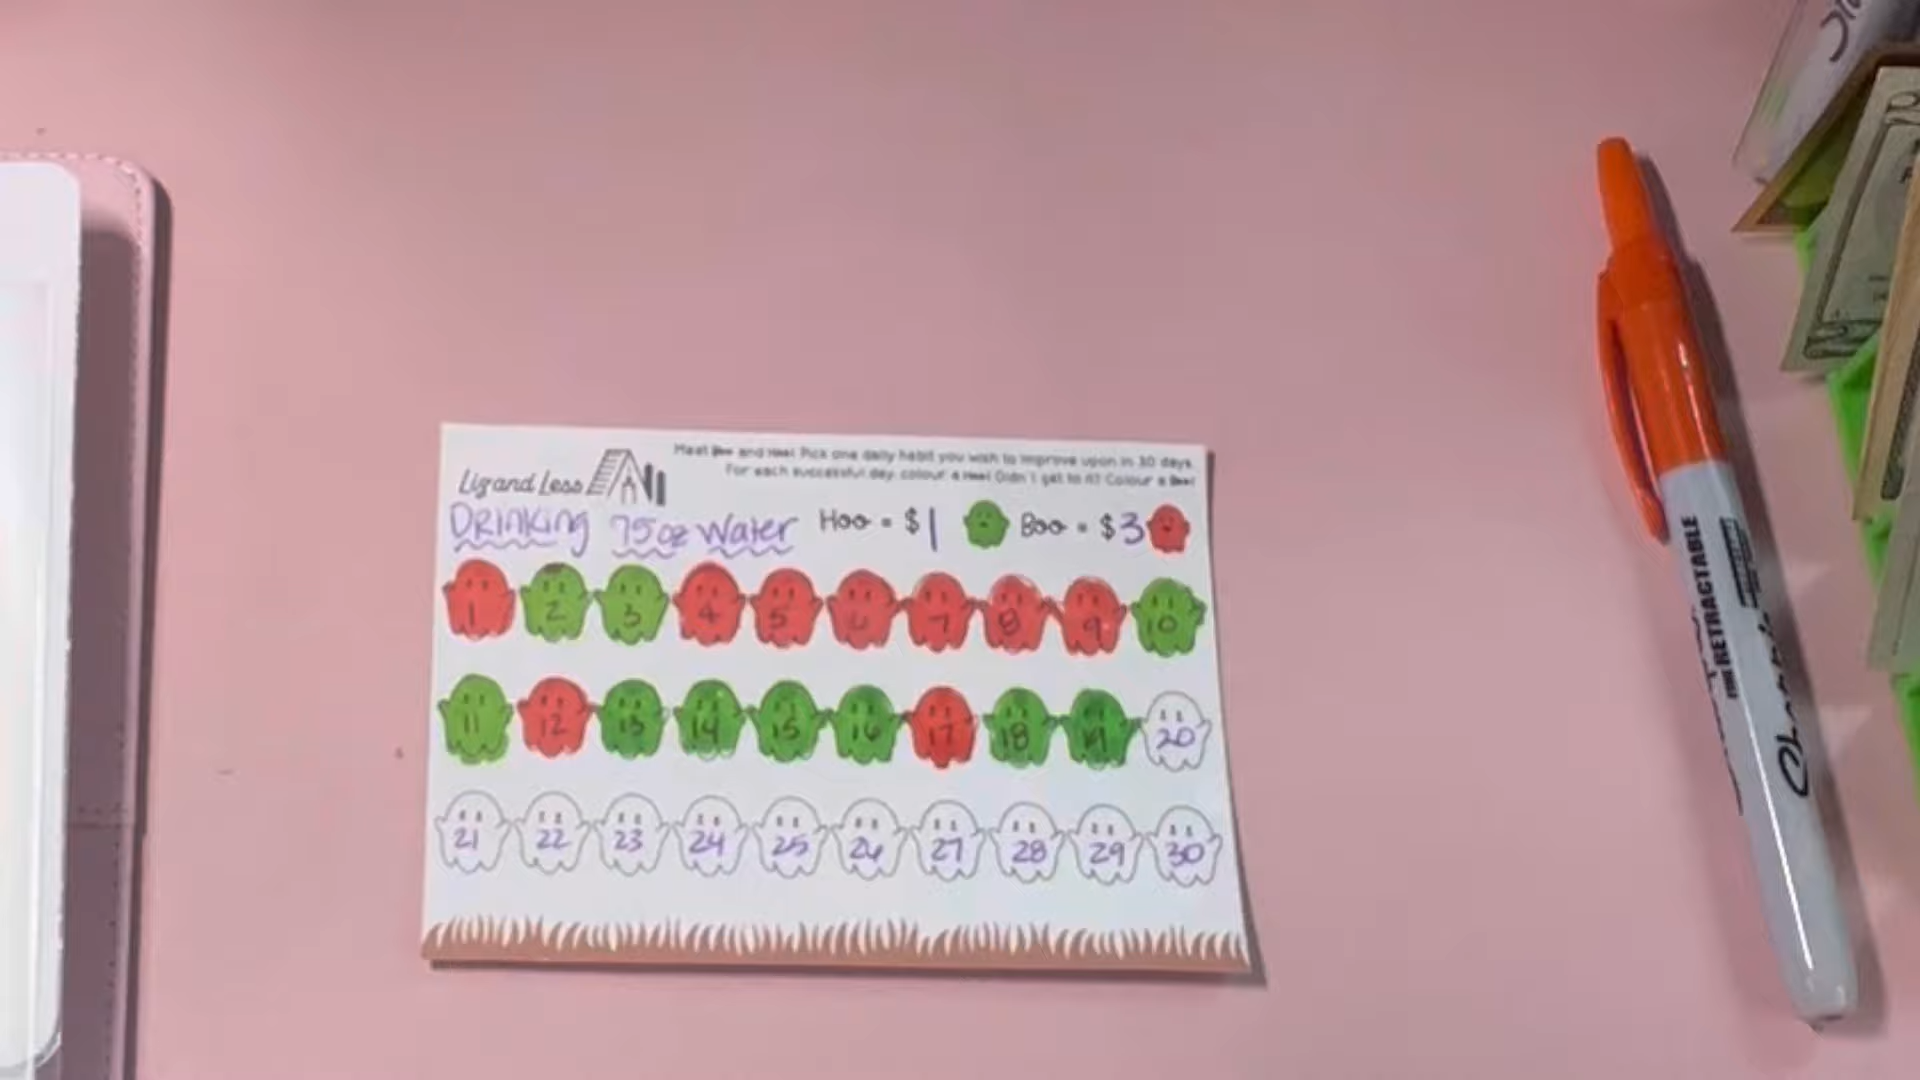 Liz and Less
Meet Boo and Hoo! Pick one daily habit you wish to improve upon in 30 days.
For each successful day, colour a Hoo! Didn't get to it? Colour a Boo!
DRinking 75oz Water Hoo = $1 Boo = $3
1 2 3 4 5 6 7 8 9 10
11 12 13 14 15 16 17 18 19 20
21 22 23 24 25 26 27 28 29 30
RETRACTABLE
Sharpie